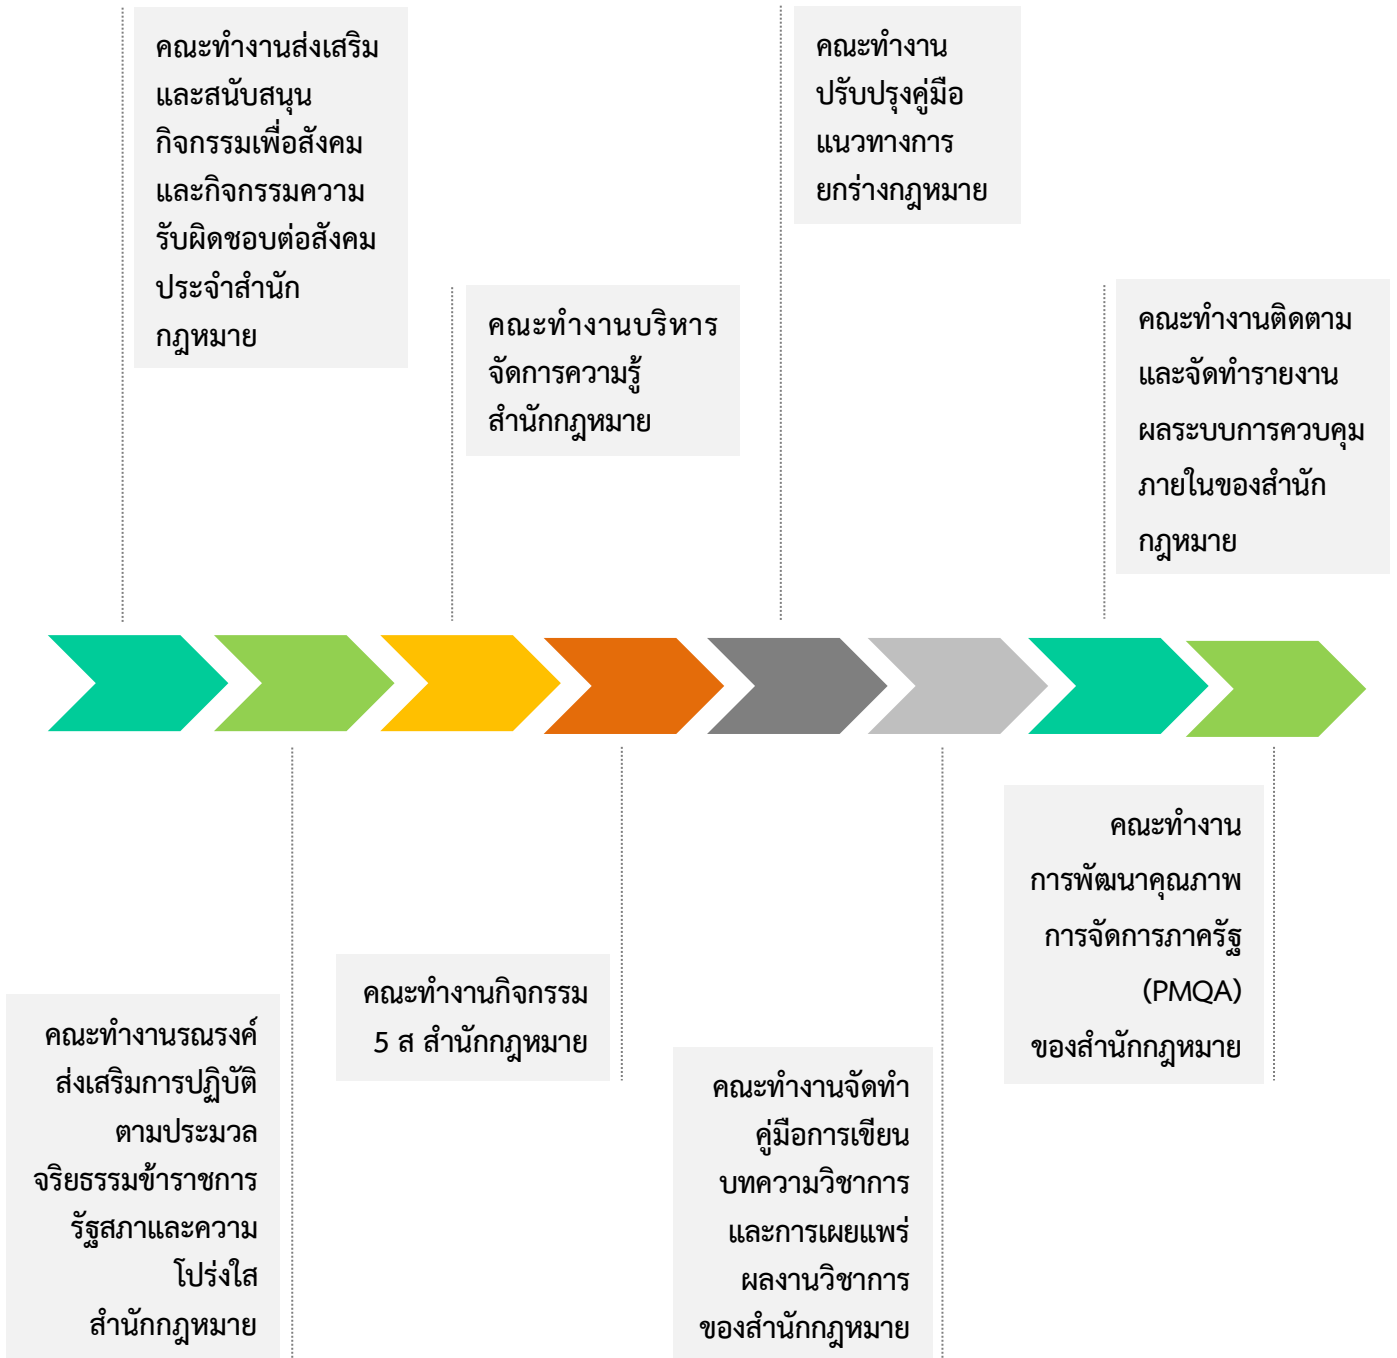 คณะทำงานส่งเสริม
และสนับสนุน
กิจกรรมเพื่อสังคม
และกิจกรรมความ
รับผิดชอบต่อสังคม
ประจำสำนัก
กฎหมาย
คณะทำงานบริหาร
จัดการความรู้
สำนักกฎหมาย
คณะทำงาน
ปรับปรุงคู่มือ
แนวทางการ
ยกร่างกฎหมาย
คณะทำงานติดตาม
และจัดทำรายงาน
ผลระบบการควบคุม
ภายในของสำนัก
กฎหมาย
คณะทำงานรณรงค์
ส่งเสริมการปฏิบัติ
ตามประมวล
จริยธรรมข้าราชการ
รัฐสภาและความ
โปร่งใส
สำนักกฎหมาย
คณะทำงานกิจกรรม
5 ส สำนักกฎหมาย
คณะทำงานจัดทำ
คู่มือการเขียน
บทความวิชาการ
และการเผยแพร่
ผลงานวิชาการ
ของสำนักกฎหมาย
คณะทำงาน
การพัฒนาคุณภาพ
การจัดการภาครัฐ
(PMQA)
ของสำนักกฎหมาย